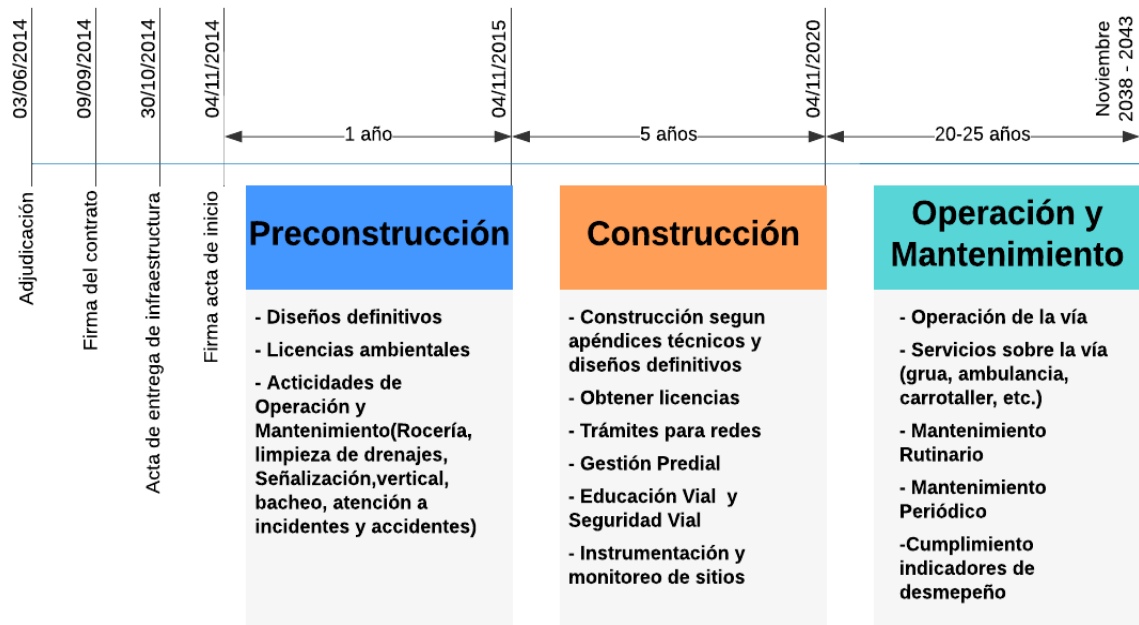 03/06/2014
09/09/2014
30/10/2014
04/11/2014
04/11/2015
04/11/2020
Noviembre
2038 - 2043
1 año
5 años
20-25 años
Adjudicación
Firma del contrato
Acta de entrega de infraestructura
Firma acta de inicio
Preconstrucción
- Diseños definitivos
- Licencias ambientales
- Acticidades de
Operación y
Mantenimiento(Rocería,
limpieza de drenajes,
Señalización,vertical,
bacheo, atención a
incidentes y accidentes)
Construcción
- Construcción segun
apéndices técnicos y
diseños definitivos
- Obtener licencias
- Trámites para redes
- Gestión Predial
- Educación Vial y
Seguridad Vial
- Instrumentación y
monitoreo de sitios
Operación y
Mantenimiento
- Operación de la vía
- Servicios sobre la vía
(grua, ambulancia,
carrotaller, etc.)
- Mantenimiento
Rutinario
- Mantenimiento
Periódico
-Cumplimiento
indicadores de
desmepeño